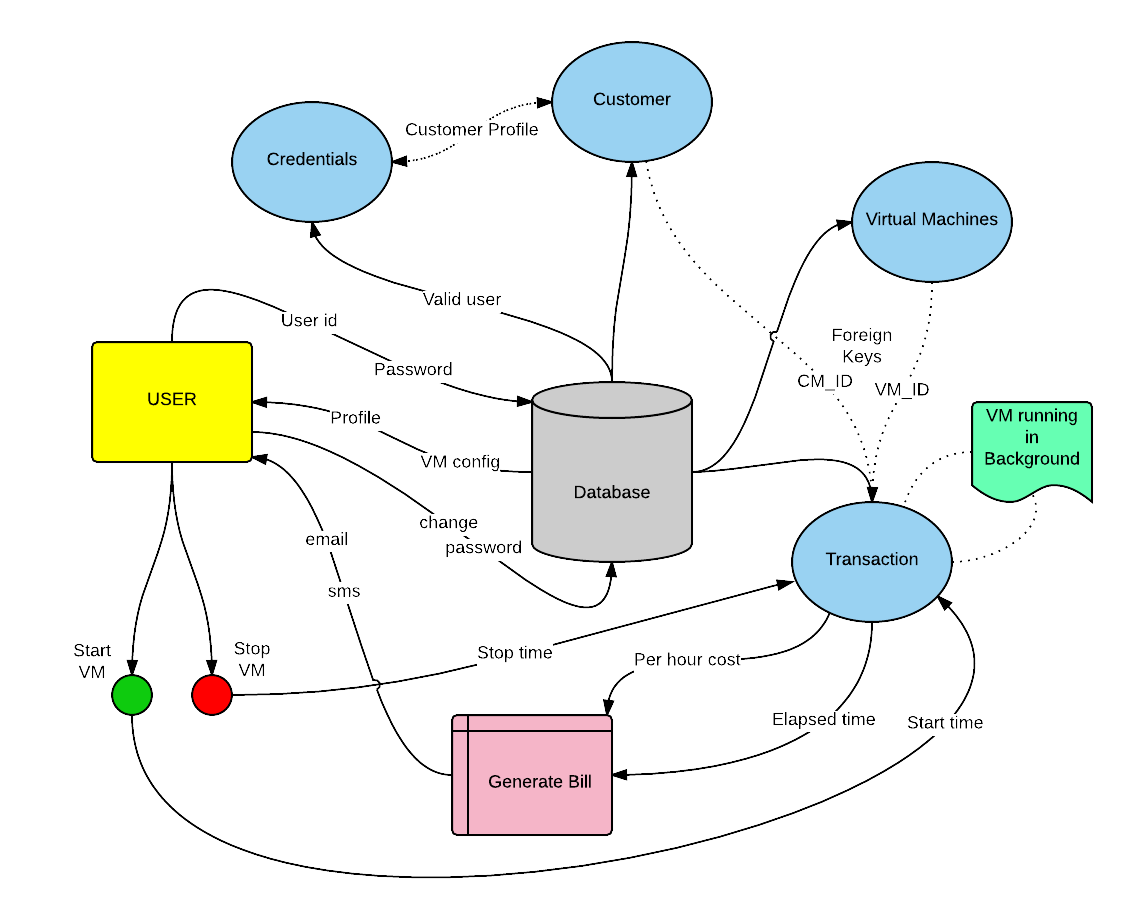 Customer
Customer Profile
Credentials
Virtual Machines
Valid user
User id
Foreign
Keys
Password
CM_ID
VM_ID
USER
Profile
VM running
in
Background
VM config
Database
change
password
email
Transaction
sms
Start
VM
Stop
VM
Stop time
Per hour cost
Elapsed time
Start time
Generate Bill